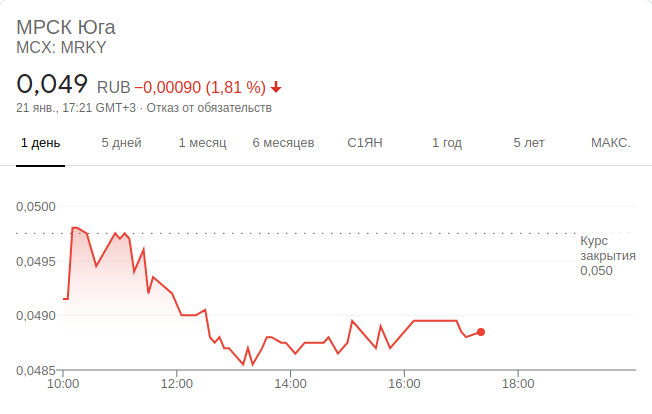 МРСК Юга
MCX: MRKY
0,049 RUB −0,00090 (1,81 %)
21 янв., 17:21 GMT+3 · Отказ от обязательств
1 день 5 дней 1 месяц 6 месяцев С1ЯН 1 год 5 лет МАКС.
0,0500
Курс
закрытия
0,050
0,0495
0,0490
0,0485
10:00 12:00 14:00 16:00 18:00